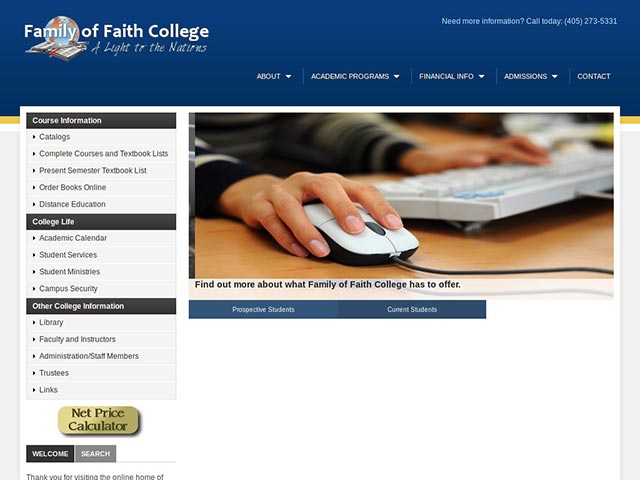 Family of Faith College
A Light to the Nations
Need more information? Call today: (405) 273-5331
ABOUT
ACADEMIC PROGRAMS
FINANCIAL INFO
ADMISSIONS
CONTACT
Course Information
Catalogs
Complete Courses and Textbook Lists
Present Semester Textbook List
Order Books Online
Distance Education
College Life
Academic Calendar
Student Services
Student Ministries
Campus Security
Other College Information
Library
Faculty and Instructors
Administration/Staff Members
Trustees
Links
Net Price
Calculator
WELCOME
SEARCH
Thank you for visiting the online home of
Find out more about what Family of Faith College has to offer.
Prospective Students
Current Students